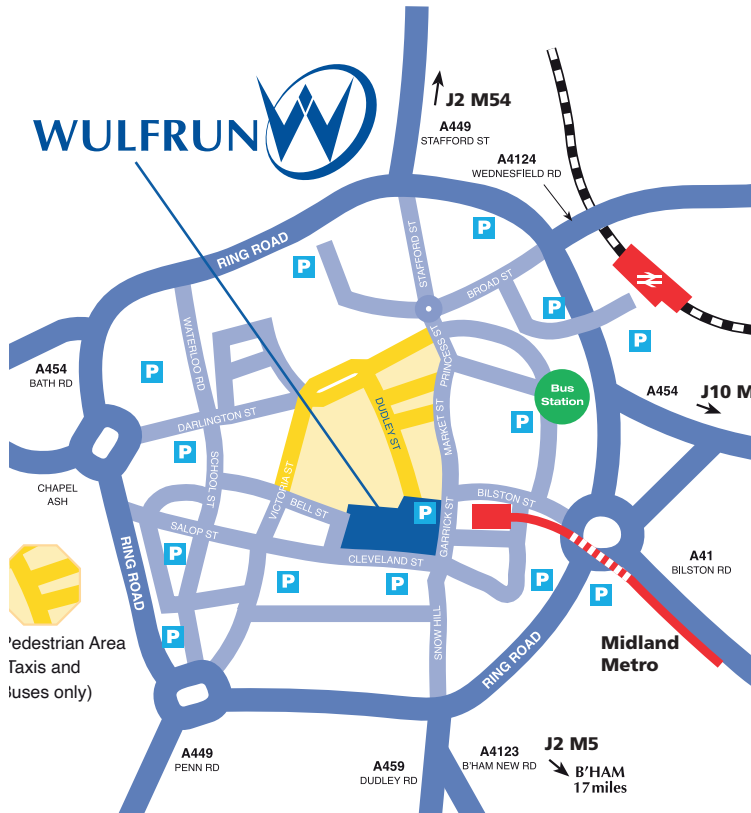 WULFRUN
J2 M54
A449
STAFFORD ST
A4124
WEDNESFIELD RD
RING ROAD
P
P
STAFFORD ST
BROAD ST
P
P
WATERLOO RD
PRINCESS ST
A454
BATH RD
P
A454
J10 M
Bus
Station
DARLINGTON ST
DUDLEY ST
MARKET ST
P
P
CHAPEL
ASH
SCHOOL ST
VICTORIA ST
BELL ST
P
GARRICK ST
BILSTON ST
SALOP ST
CLEVELAND ST
P
P
P
P
P
A41
BILSTON RD
RING ROAD
P
SNOW HILL
RING ROAD
Pedestrian Area
Taxis and
Buses only)
Midland
Metro
A449
PENN RD
A459
DUDLEY RD
A4123
B'HAM NEW RD
J2 M5
B'HAM
17miles